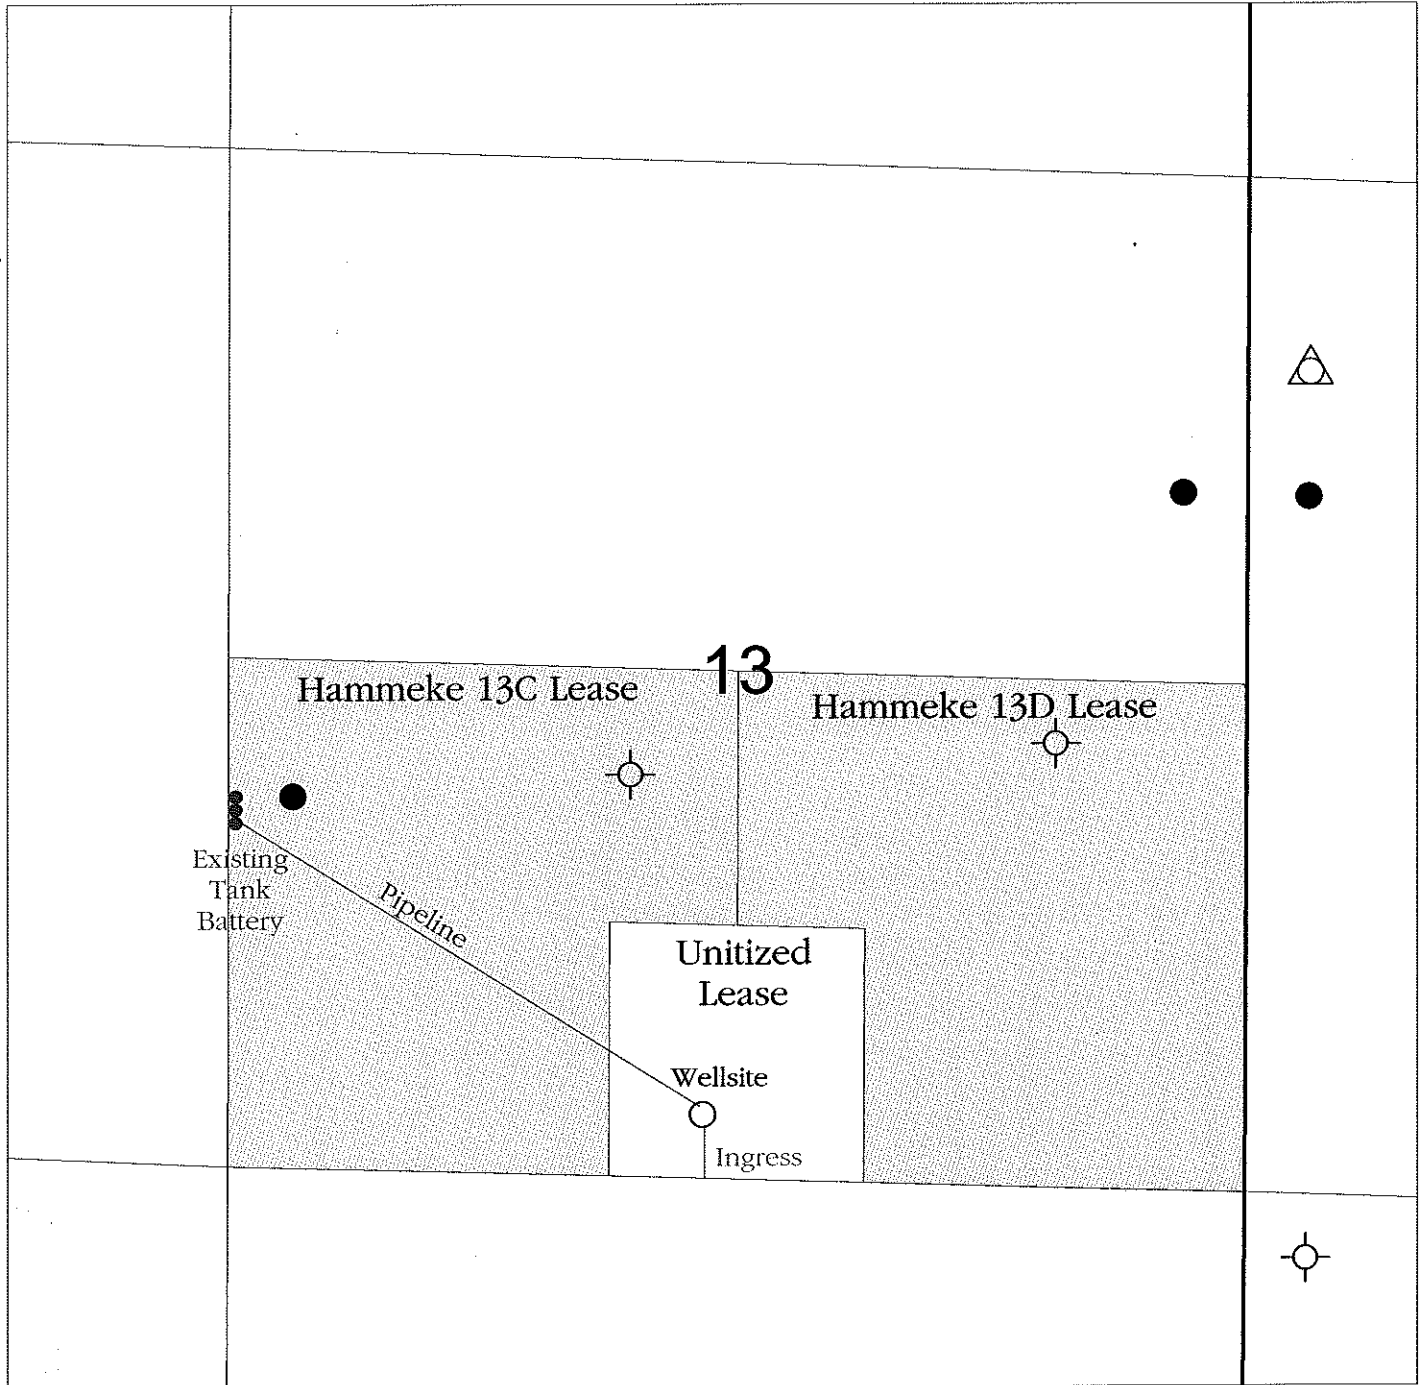 13
Hammeke 13C Lease
Hammeke 13D Lease
Existing
Tank
Battery
Pipeline
Unitized
Lease
Wellsite
Ingress